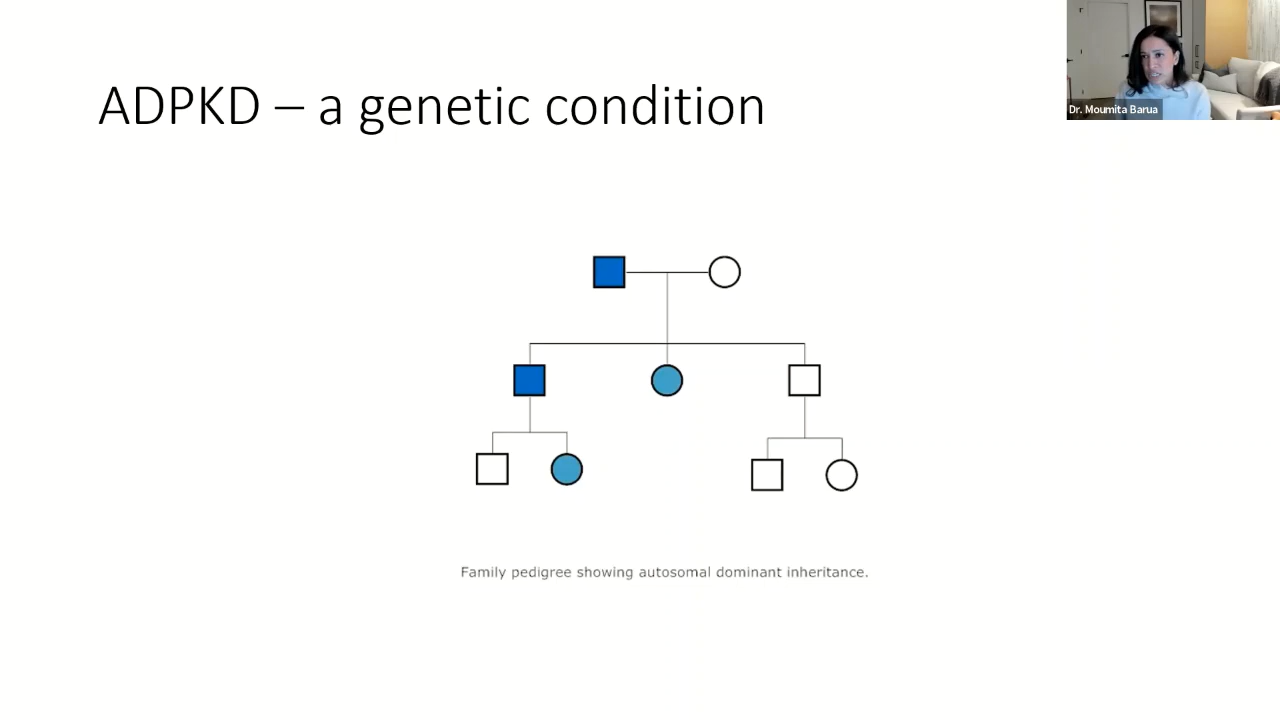 ADPKD – a genetic condition
Dr. Moumita Barua
Family pedigree showing autosomal dominant inheritance.